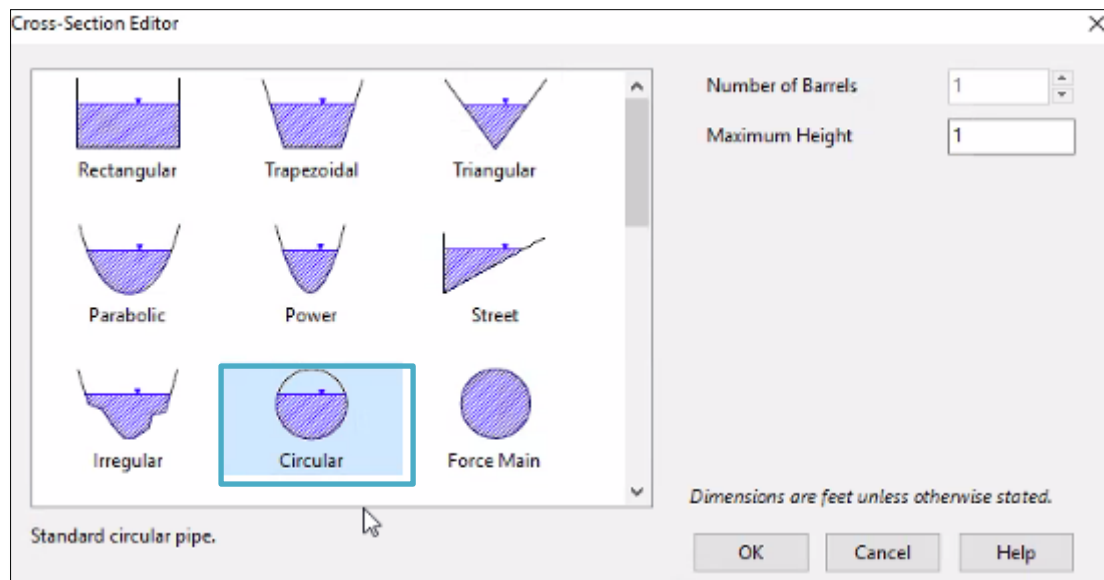 Cross-Section Editor
Rectangular
Trapezoidal
Triangular
Parabolic
Power
Street
Irregular
Circular
Force Main
Standard circular pipe.
Number of Barrels
1
Maximum Height
1
Dimensions are feet unless otherwise stated.
OK
Cancel
Help